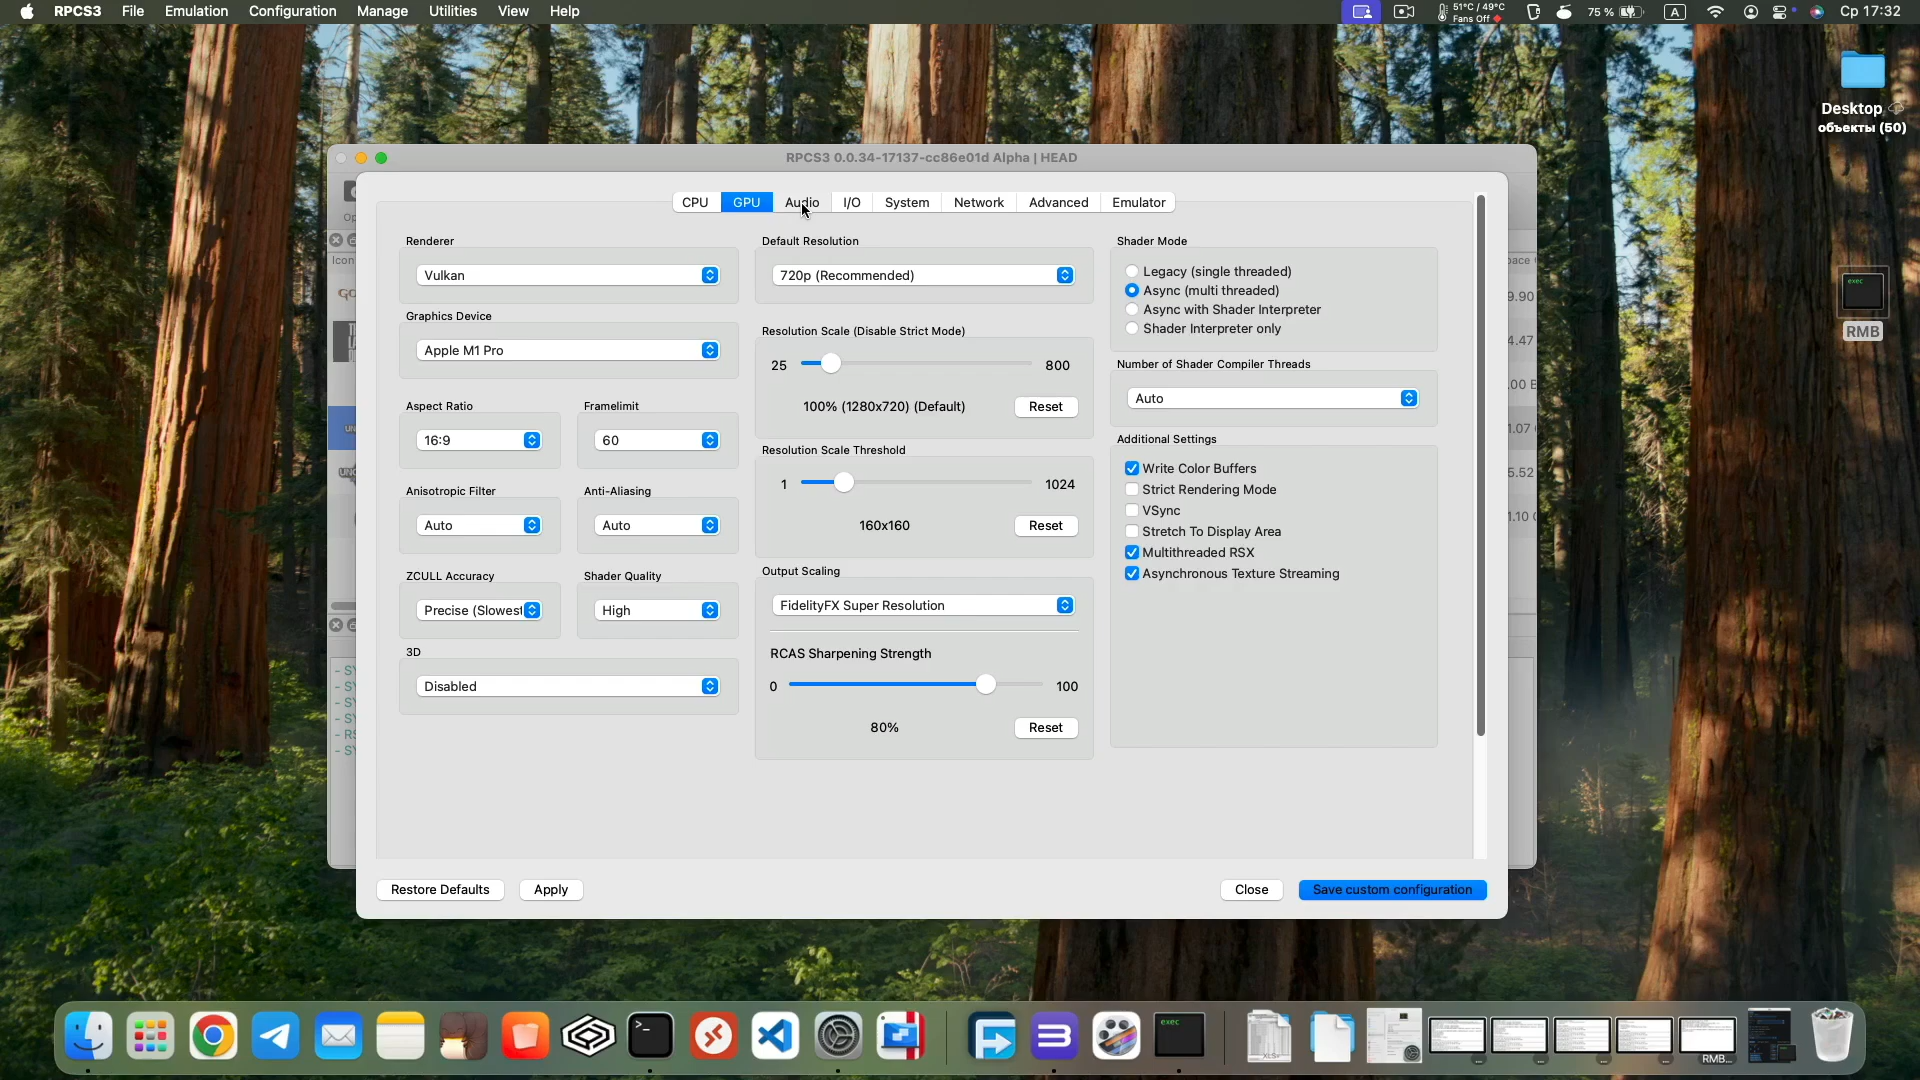 RPCS3 File Emulation Configuration Manage Utilities View Help
51°C / 49°C
Fans Off
75 %
A
Ср 17:32
Desktop
объекты (50)
exec
RMB
RPCS3 0.0.34-17137-cc86e01d Alpha | HEAD
CPU GPU Audio I/O System Network Advanced Emulator
Icon
Renderer
Vulkan
Graphics Device
Apple M1 Pro
Aspect Ratio
16:9
Framelimit
60
Anisotropic Filter
Auto
Anti-Aliasing
Auto
ZCULL Accuracy
Precise (Slowest
Shader Quality
High
3D
Disabled
Default Resolution
720p (Recommended)
Resolution Scale (Disable Strict Mode)
25 800
100% (1280x720) (Default) Reset
Resolution Scale Threshold
1 1024
160x160 Reset
Output Scaling
FidelityFX Super Resolution
RCAS Sharpening Strength
0 100
80% Reset
Shader Mode
Legacy (single threaded)
Async (multi threaded)
Async with Shader Interpreter
Shader Interpreter only
Number of Shader Compiler Threads
Auto
Additional Settings
Write Color Buffers
Strict Rendering Mode
VSync
Stretch To Display Area
Multithreaded RSX
Asynchronous Texture Streaming
Restore Defaults Apply Close Save custom configuration
exec
XLS
RMB...